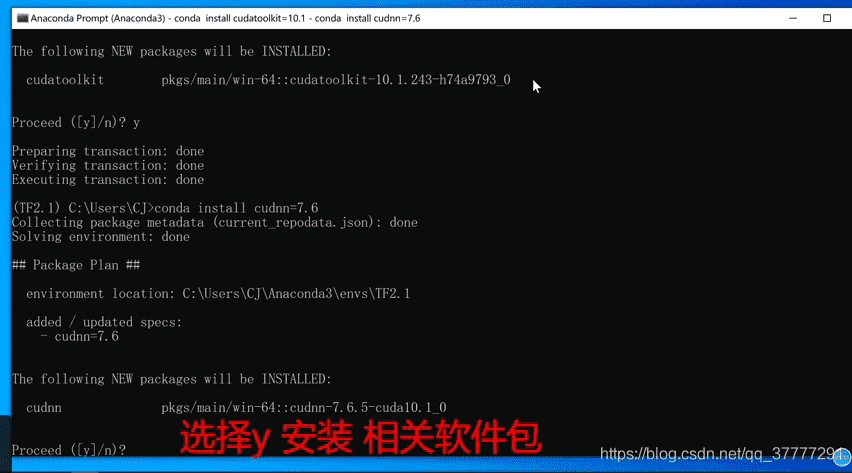 Anaconda Prompt (Anaconda3) - conda  install cudatoolkit=10.1 - conda  install cudnn=7.6
The following NEW packages will be INSTALLED:
cudatoolkit        pkgs/main/win-64::cudatoolkit-10.1.243-h74a9793_0
Proceed ([y]/n)? y
Preparing transaction: done
Verifying transaction: done
Executing transaction: done
(TF2.1) C:\Users\CJ>conda install cudnn=7.6
Collecting package metadata (current_repodata.json): done
Solving environment: done
## Package Plan ##
environment location: C:\Users\CJ\Anaconda3\envs\TF2.1
added / updated specs:
- cudnn=7.6
The following NEW packages will be INSTALLED:
cudnn              pkgs/main/win-64::cudnn-7.6.5-cuda10.1_0
选择y 安装 相关软件包
Proceed ([y]/n)?
https://blog.csdn.net/qq_37777291